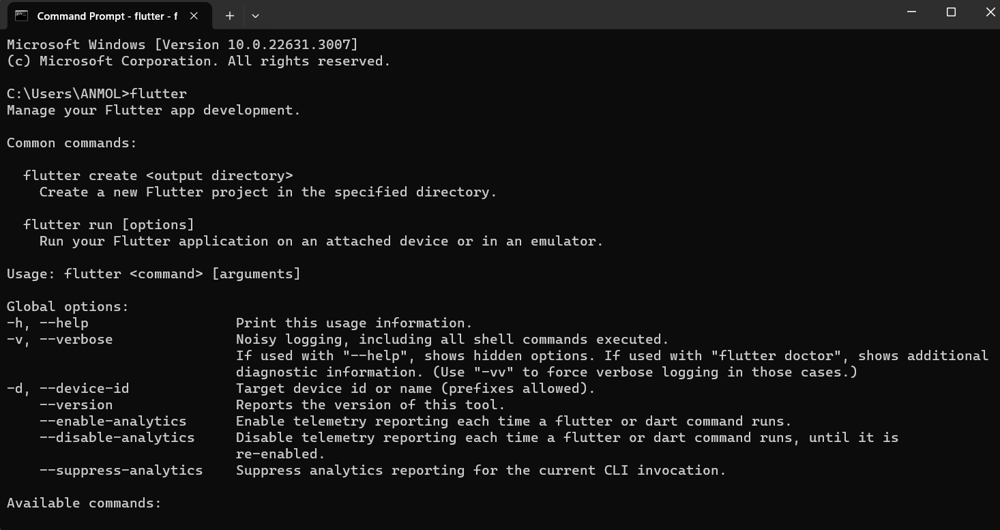 Command Prompt - flutter - f
Microsoft Windows [Version 10.0.22631.3007]
(c) Microsoft Corporation. All rights reserved.
C:\Users\ANMOL>flutter
Manage your Flutter app development.
Common commands:
flutter create <output directory>
Create a new Flutter project in the specified directory.
flutter run [options]
Run your Flutter application on an attached device or in an emulator.
Usage: flutter <command> [arguments]
Global options:
-h, --help Print this usage information.
-v, --verbose Noisy logging, including all shell commands executed.
If used with "--help", shows hidden options. If used with "flutter doctor", shows additional
diagnostic information. (Use "-vv" to force verbose logging in those cases.)
-d, --device-id Target device id or name (prefixes allowed).
--version Reports the version of this tool.
--enable-analytics Enable telemetry reporting each time a flutter or dart command runs.
--disable-analytics Disable telemetry reporting each time a flutter or dart command runs, until it is
re-enabled.
--suppress-analytics Suppress analytics reporting for the current CLI invocation.
Available commands: